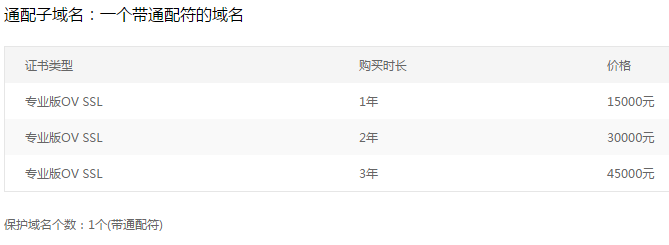 通配子域名：一个带通配符的域名
证书类型 购买时长 价格
专业版OV SSL 1年 15000元
专业版OV SSL 2年 30000元
专业版OV SSL 3年 45000元
保护域名个数：1个(带通配符)